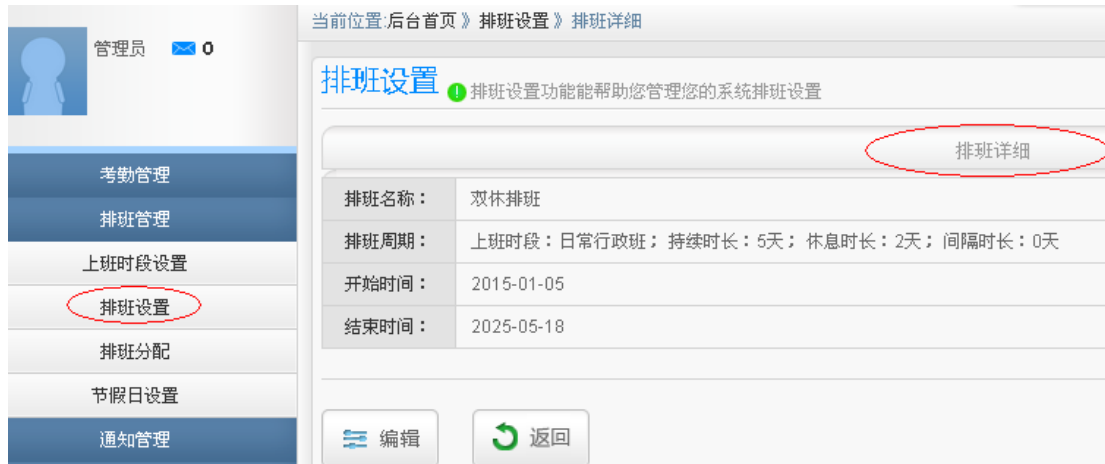 当前位置:后台首页》排班设置》排班详细
管理员 0
排班设置 排班设置功能能帮助您管理您的系统排班设置
排班详细
考勤管理
排班管理
上班时段设置
排班设置
排班分配
节假日设置
通知管理
排班名称： 双休排班
排班周期： 上班时段：日常行政班；持续时长：5天；休息时长：2天；间隔时长：0天
开始时间： 2015-01-05
结束时间： 2025-05-18
编辑 返回